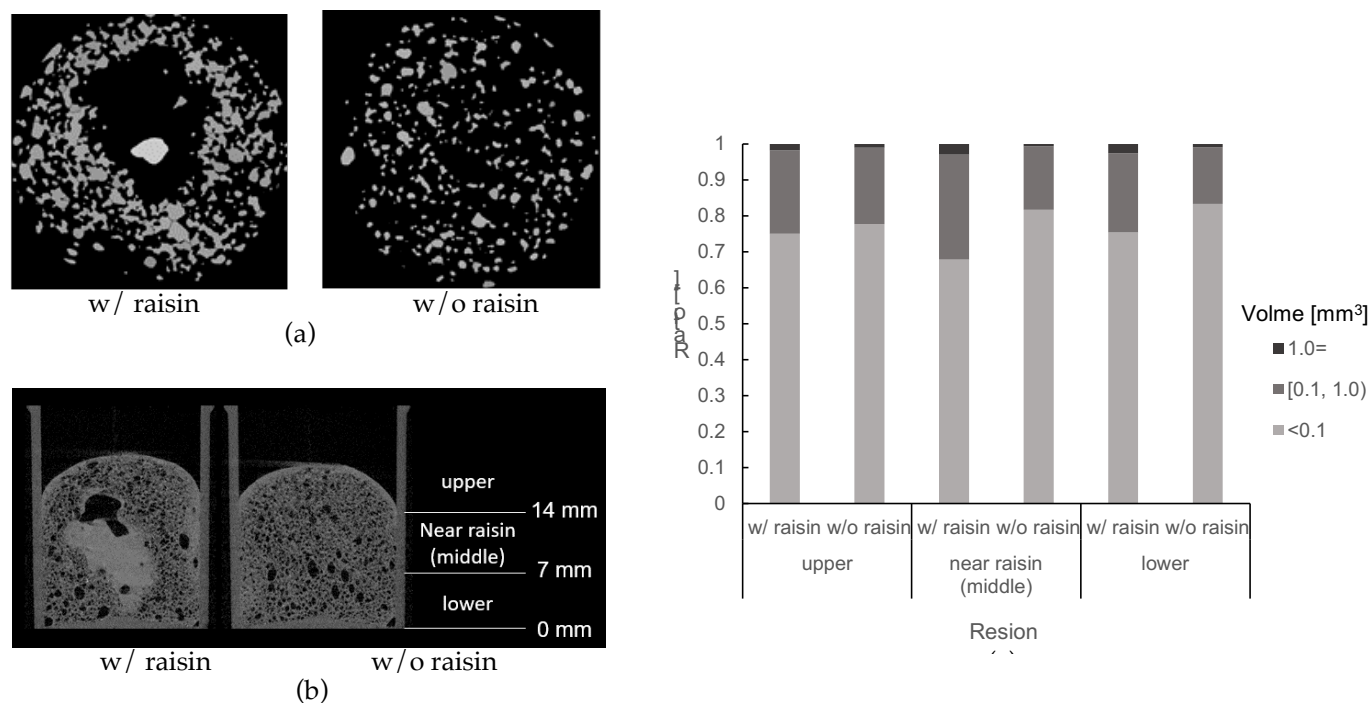 w/ raisin
w/o raisin
(a)
upper
14 mm
Near raisin
(middle)
7 mm
lower
0 mm
w/ raisin
w/o raisin
(b)
1
0.9
0.8
0.7
0.6
0.5
0.4
0.3
0.2
0.1
0
w/ raisin w/o raisin w/ raisin w/o raisin w/ raisin w/o raisin
upper
near raisin
(middle)
lower
Resion
Volme [mm³]
1.0=
[0.1, 1.0)
<0.1